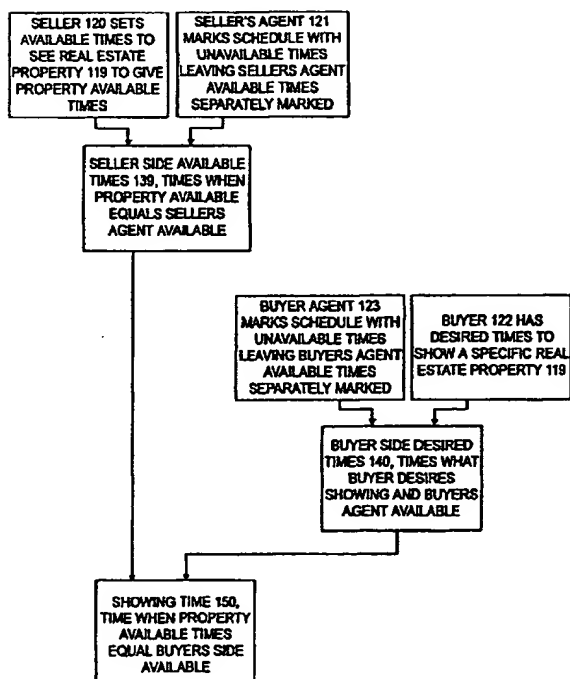 SELLER 120 SETS
AVAILABLE TIMES TO
SEE REAL ESTATE
PROPERTY 119 TO GIVE
PROPERTY AVAILABLE
TIMES
SELLER'S AGENT 121
MARKS SCHEDULE WITH
UNAVAILABLE TIMES
LEAVING SELLERS AGENT
AVAILABLE TIMES
SEPARATELY MARKED
SELLER SIDE AVAILABLE
TIMES 139, TIMES WHEN
PROPERTY AVAILABLE
EQUALS SELLERS
AGENT AVAILABLE
BUYER AGENT 123
MARKS SCHEDULE WITH
UNAVAILABLE TIMES
LEAVING BUYERS AGENT
AVAILABLE TIMES
SEPARATELY MARKED
BUYER 122 HAS
DESIRED TIMES TO
SHOW A SPECIFIC REAL
ESTATE PROPERTY 119
BUYER SIDE DESIRED
TIMES 140, TIMES WHAT
BUYER DESIRES
SHOWING AND BUYERS
AGENT AVAILABLE
SHOWING TIME 150,
TIME WHEN PROPERTY
AVAILABLE TIMES
EQUAL BUYERS SIDE
AVAILABLE